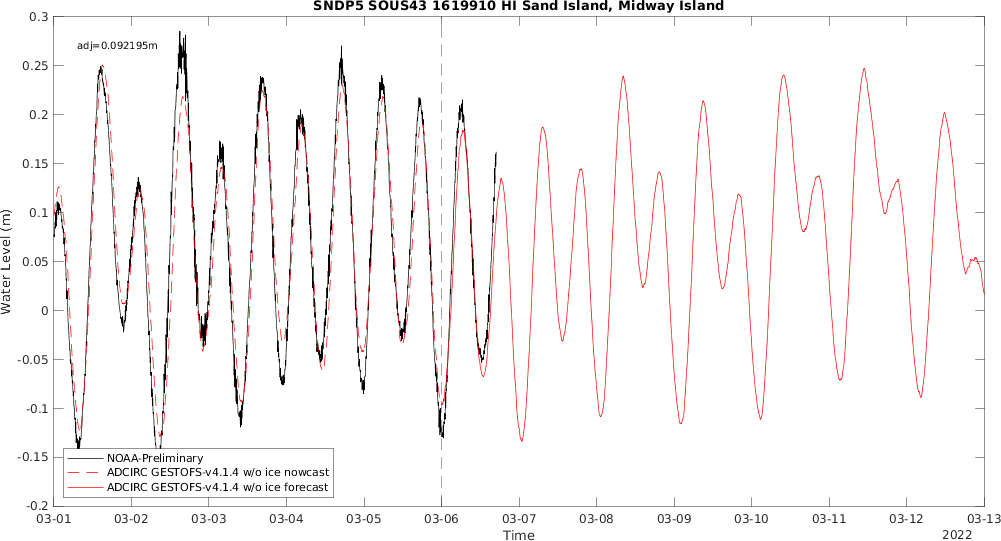 SNDP5 SOUS43 1619910 HI Sand Island, Midway Island
adj=0.092195m
0.3
0.25
0.2
0.15
0.1
0.05
0
-0.05
-0.1
-0.15
-0.2
Water Level (m)
NOAA-Preliminary
ADCIRC GESTOFS-v4.1.4 w/o ice nowcast
ADCIRC GESTOFS-v4.1.4 w/o ice forecast
03-01 03-02 03-03 03-04 03-05 03-06 03-07 03-08 03-09 03-10 03-11 03-12 03-13
Time
2022